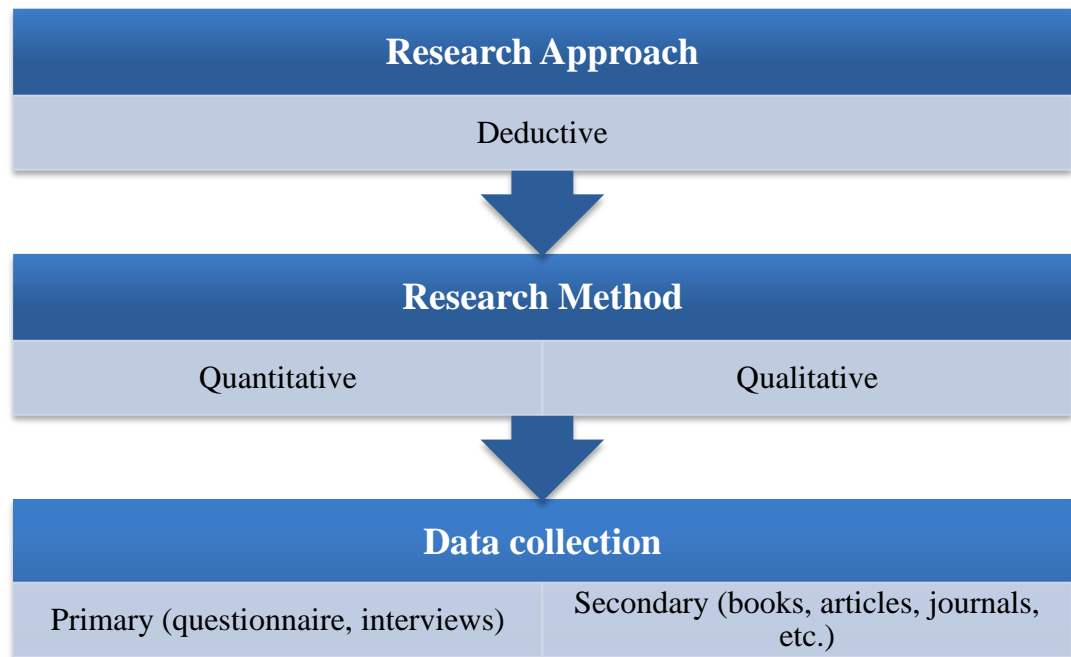 Research Approach
Deductive
Research Method
Quantitative
Qualitative
Data collection
Primary (questionnaire, interviews)
Secondary (books, articles, journals,
etc.)